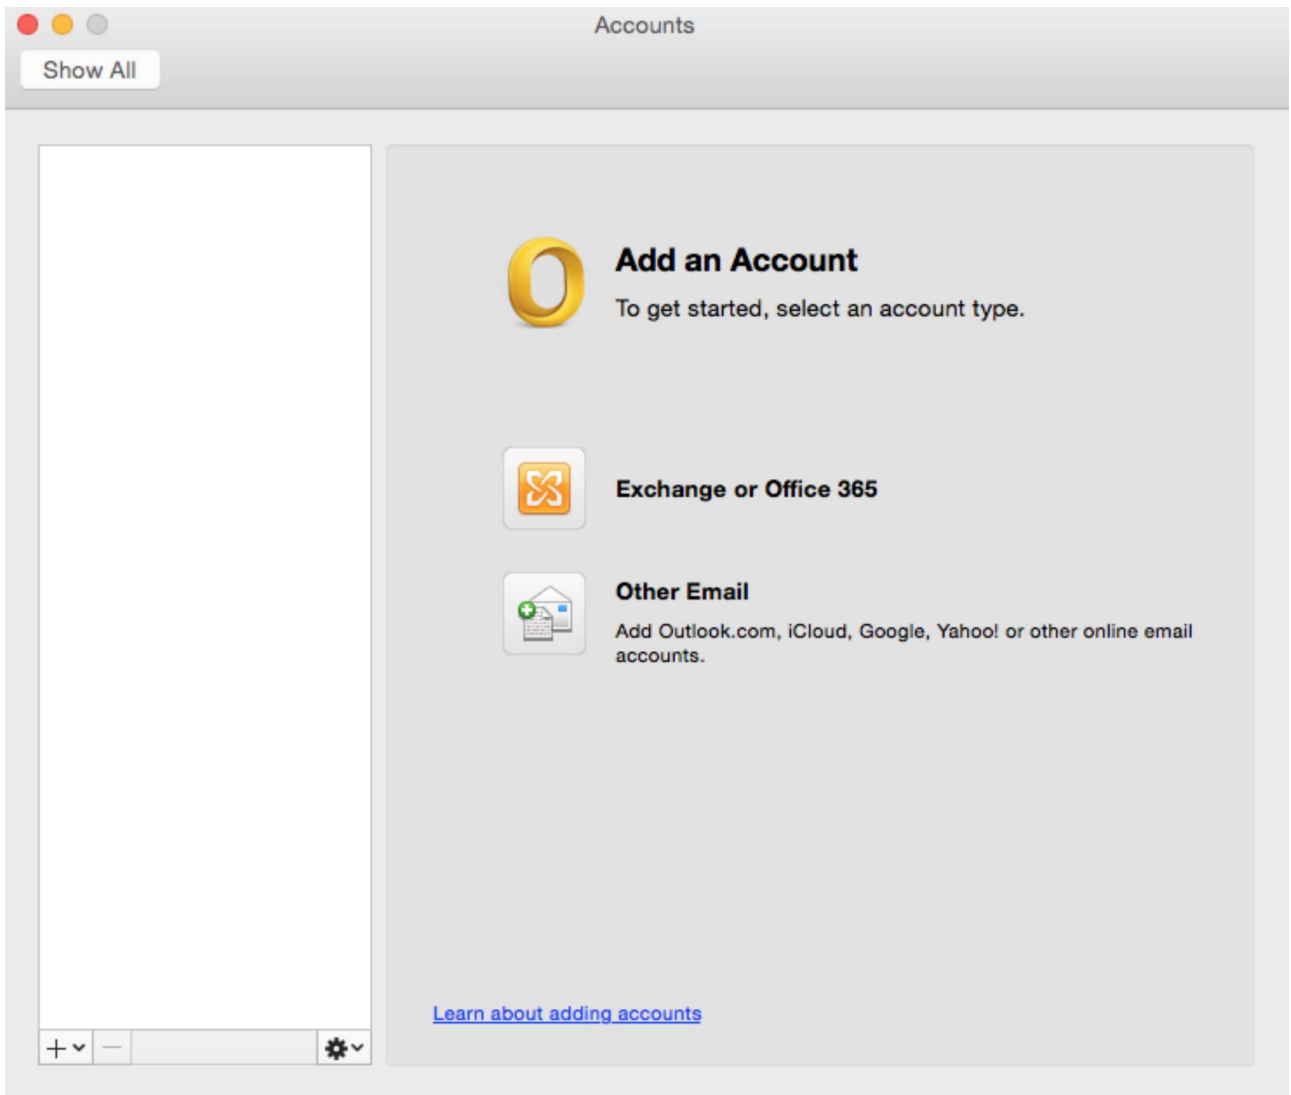 Accounts
Show All
Add an Account
To get started, select an account type.
Exchange or Office 365
Other Email
Add Outlook.com, iCloud, Google, Yahoo! or other online email
accounts.
Learn about adding accounts